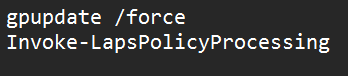 gpupdate /force
Invoke-LapsPolicyProcessing